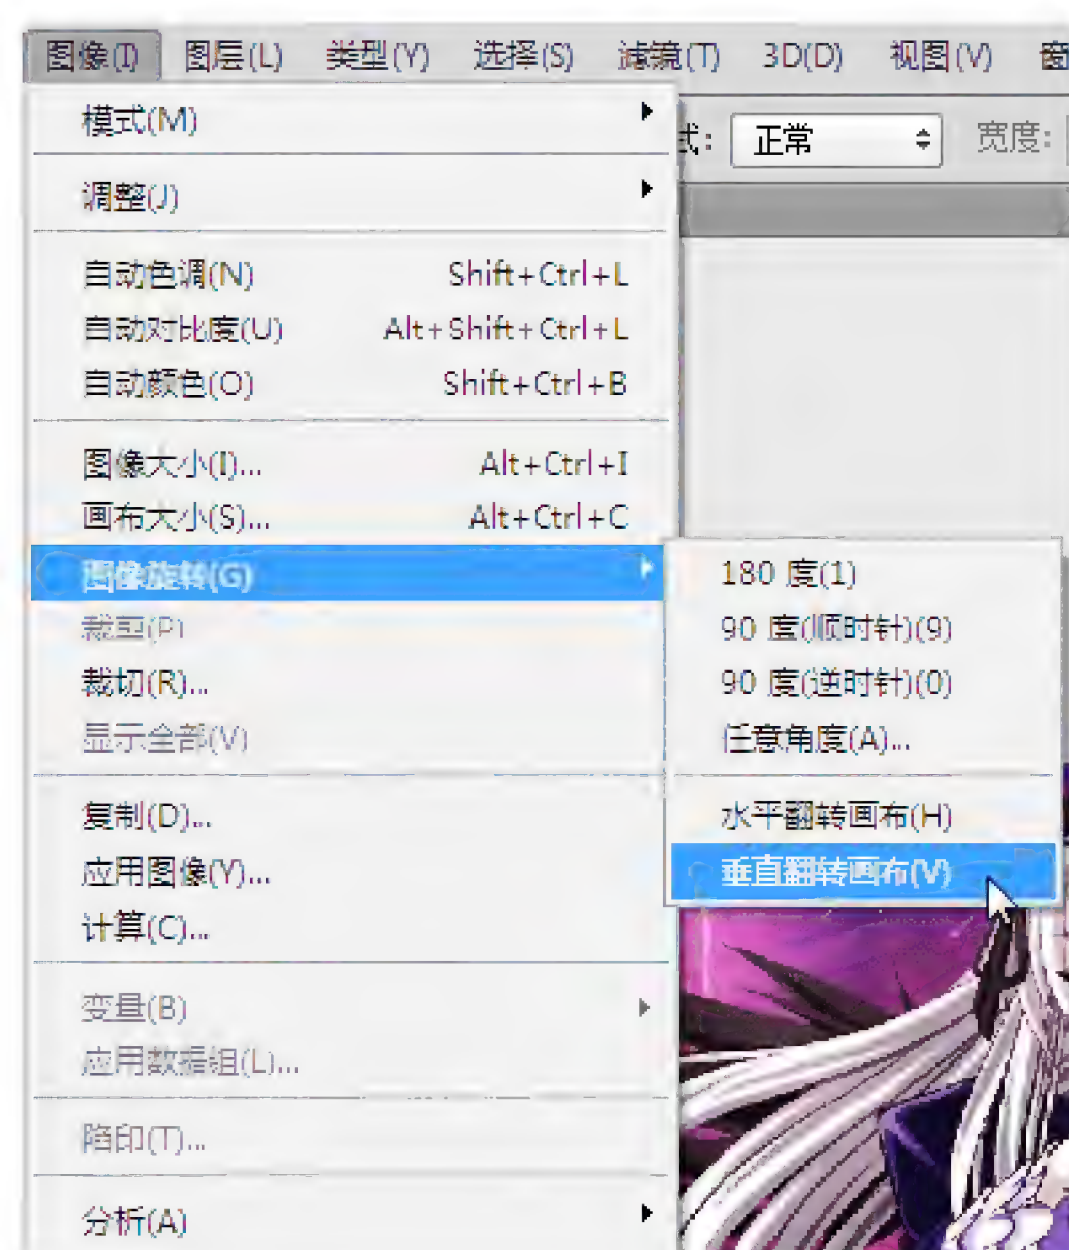 图像(I) 图层(L) 类型(Y) 选择(S) 滤镜(T) 3D(D) 视图(V) 窗
式: 正常 宽度:
模式(M)
调整(J)
自动色调(N) Shift+Ctrl+L
自动对比度(U) Alt+Shift+Ctrl+L
自动颜色(O) Shift+Ctrl+B
图像大小(I)... Alt+Ctrl+I
画布大小(S)... Alt+Ctrl+C
图像旋转(G)
裁剪(P)
裁切(R)...
显示全部(V)
复制(D)...
应用图像(Y)...
计算(C)...
变量(B)
应用数据组(L)...
陷印(T)...
分析(A)
180 度(1)
90 度(顺时针)(9)
90 度(逆时针)(0)
任意角度(A)...
水平翻转画布(H)
垂直翻转画布(V)